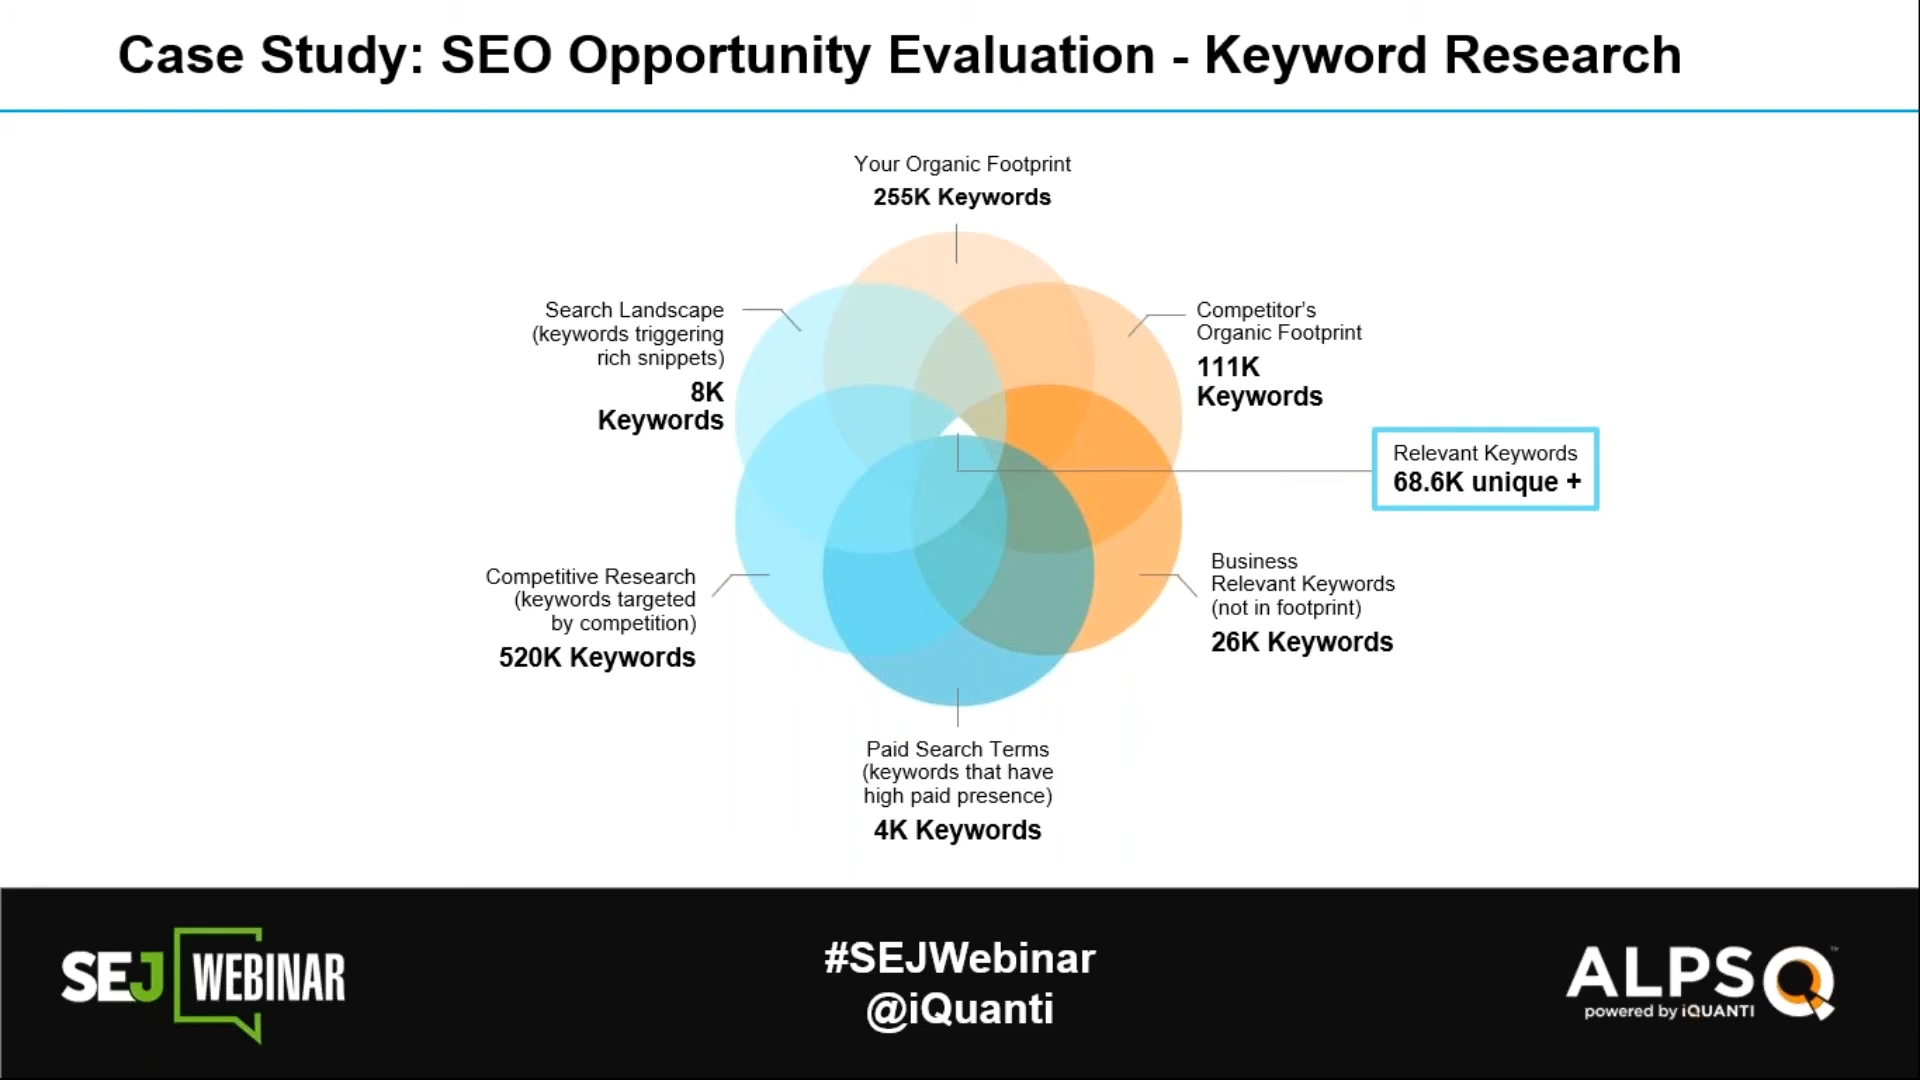 Case Study: SEO Opportunity Evaluation - Keyword Research
Your Organic Footprint
255K Keywords
Search Landscape
(keywords triggering
rich snippets)
8K
Keywords
Competitor's
Organic Footprint
111K
Keywords
Relevant Keywords
68.6K unique +
Competitive Research
(keywords targeted
by competition)
520K Keywords
Business
Relevant Keywords
(not in footprint)
26K Keywords
Paid Search Terms
(keywords that have
high paid presence)
4K Keywords
SEJ WEBINAR
#SEJWebinar
@iQuanti
ALPS Q™
powered by iQUANTI